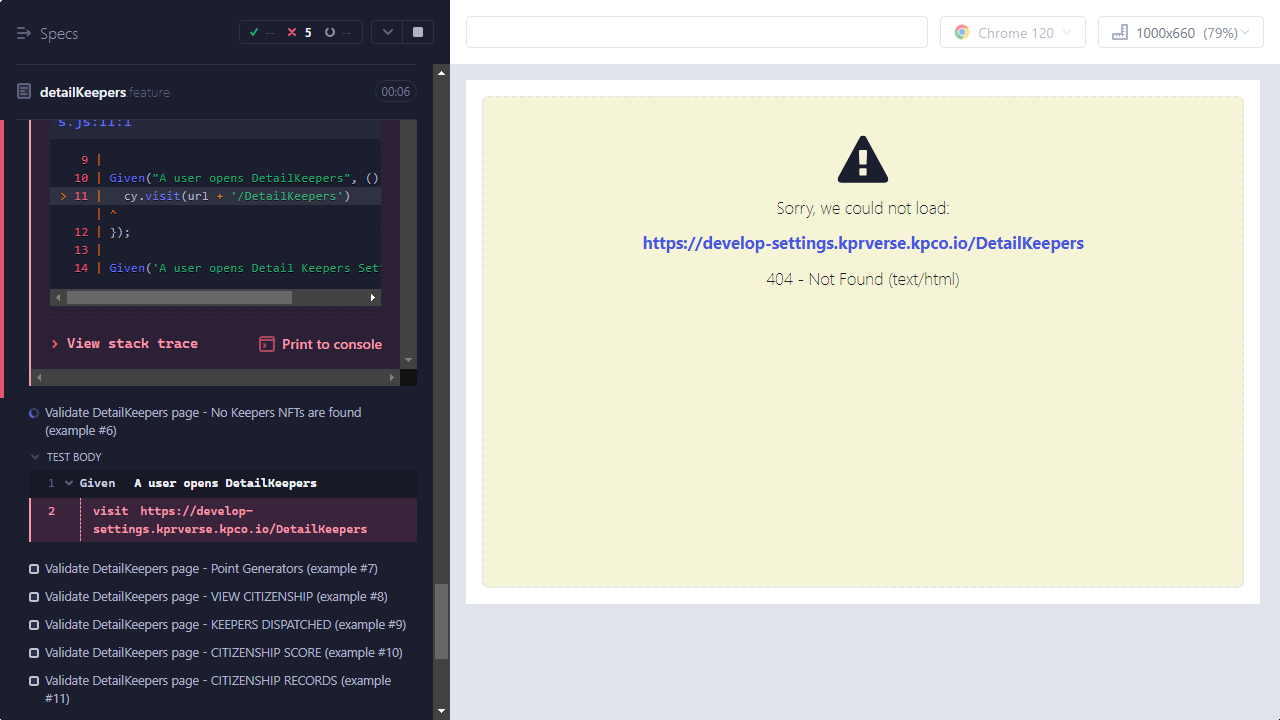 Specs
-- 5 --
detailKeepers.feature 00:06
s.js:11:1
9 |
10 | Given("A user opens DetailKeepers", ()
> 11 | cy.visit(url + '/DetailKeepers')
| ^
12 | });
13 |
14 | Given('A user opens Detail Keepers Set
> View stack trace
Print to console
Validate DetailKeepers page - No Keepers NFTs are found
(example #6)
TEST BODY
1 Given A user opens DetailKeepers
2 visit https://develop-
settings.kprverse.kpco.io/DetailKeepers
Validate DetailKeepers page - Point Generators (example #7)
Validate DetailKeepers page - VIEW CITIZENSHIP (example #8)
Validate DetailKeepers page - KEEPERS DISPATCHED (example #9)
Validate DetailKeepers page - CITIZENSHIP SCORE (example #10)
Validate DetailKeepers page - CITIZENSHIP RECORDS (example
#11)
Chrome 120
1000x660 (79%)
Sorry, we could not load:
https://develop-settings.kprverse.kpco.io/DetailKeepers
404 - Not Found (text/html)